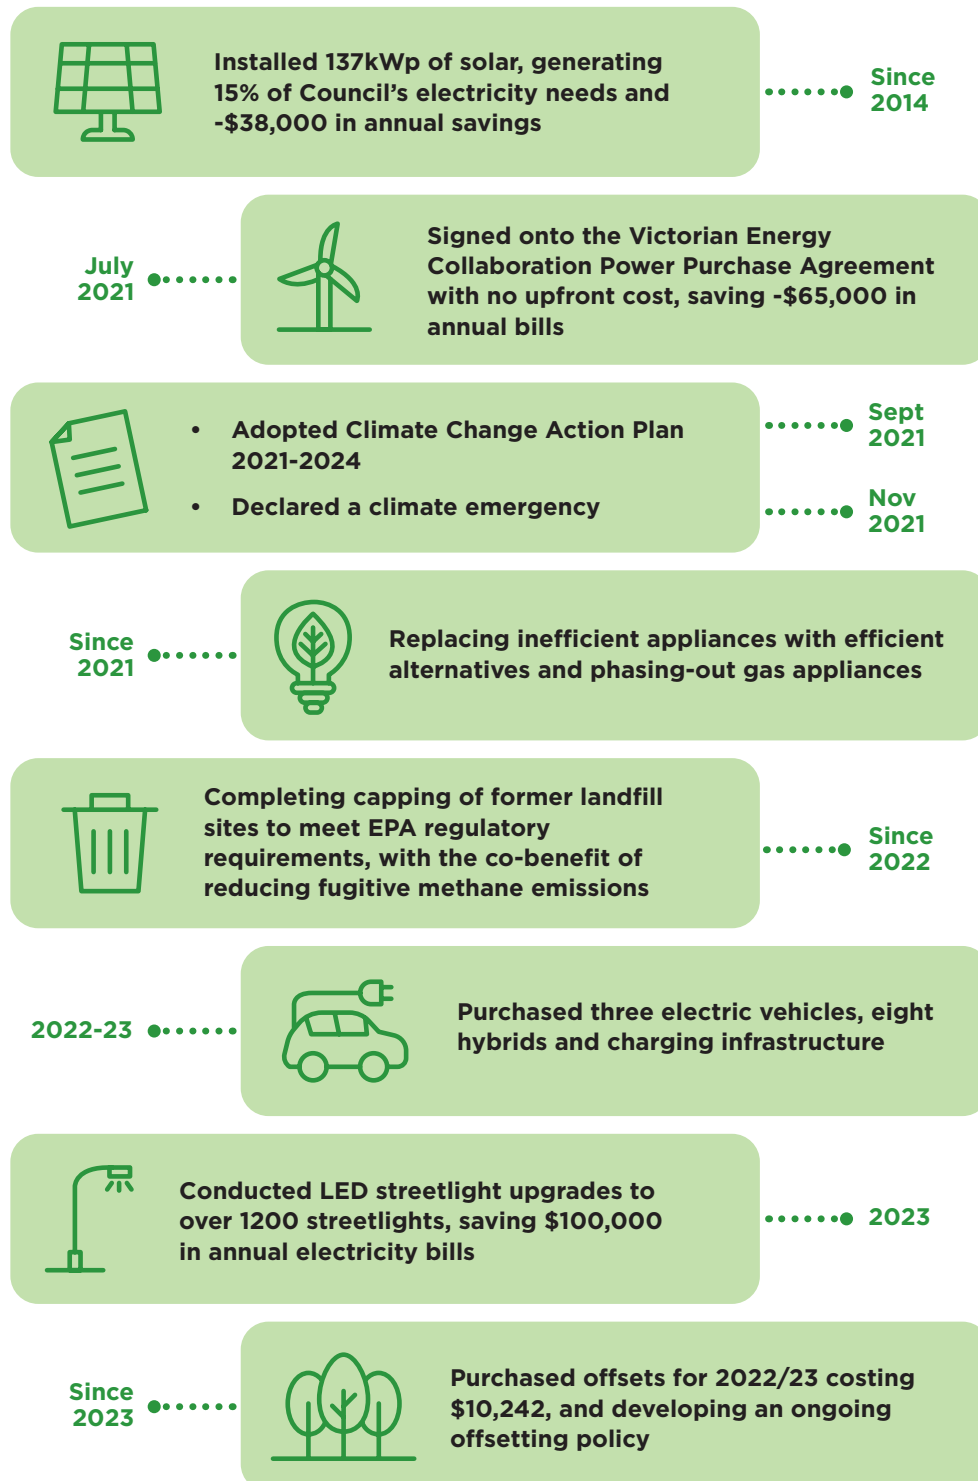 Installed 137kWp of solar, generating
15% of Council's electricity needs and
-$38,000 in annual savings
Since
2014
July
2021
Signed onto the Victorian Energy
Collaboration Power Purchase Agreement
with no upfront cost, saving -$65,000 in
annual bills
• Adopted Climate Change Action Plan
2021-2024
Sept
2021
• Declared a climate emergency
Nov
2021
Since
2021
Replacing inefficient appliances with efficient
alternatives and phasing-out gas appliances
Completing capping of former landfill
sites to meet EPA regulatory
requirements, with the co-benefit of
reducing fugitive methane emissions
Since
2022
2022-23
Purchased three electric vehicles, eight
hybrids and charging infrastructure
Conducted LED streetlight upgrades to
over 1200 streetlights, saving $100,000
in annual electricity bills
2023
Since
2023
Purchased offsets for 2022/23 costing
$10,242, and developing an ongoing
offsetting policy